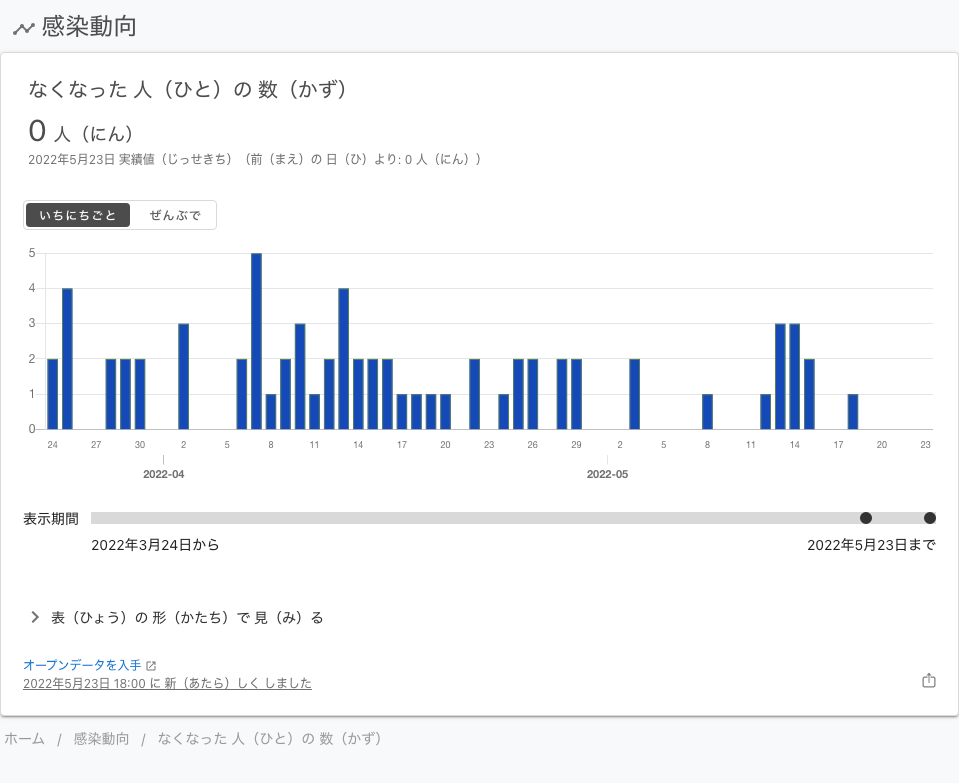 感染動向
なくなった 人（ひと）の 数（かず）
0 人（にん）
2022年5月23日 実績値（じっせきち）（前（まえ）の 日（ひ）より: 0 人（にん））
いちにちごと ぜんぶで
5
4
3
2
1
0
24 27 30 2 5 8 11 14 17 20 23 26 29 2 5 8 11 14 17 20 23
2022-04 2022-05
表示期間
2022年3月24日から 2022年5月23日まで
表（ひょう）の 形（かたち）で 見（み）る
オープンデータを入手
2022年5月23日 18:00 に 新（あたら）しく しました
ホーム / 感染動向 / なくなった 人（ひと）の 数（かず）